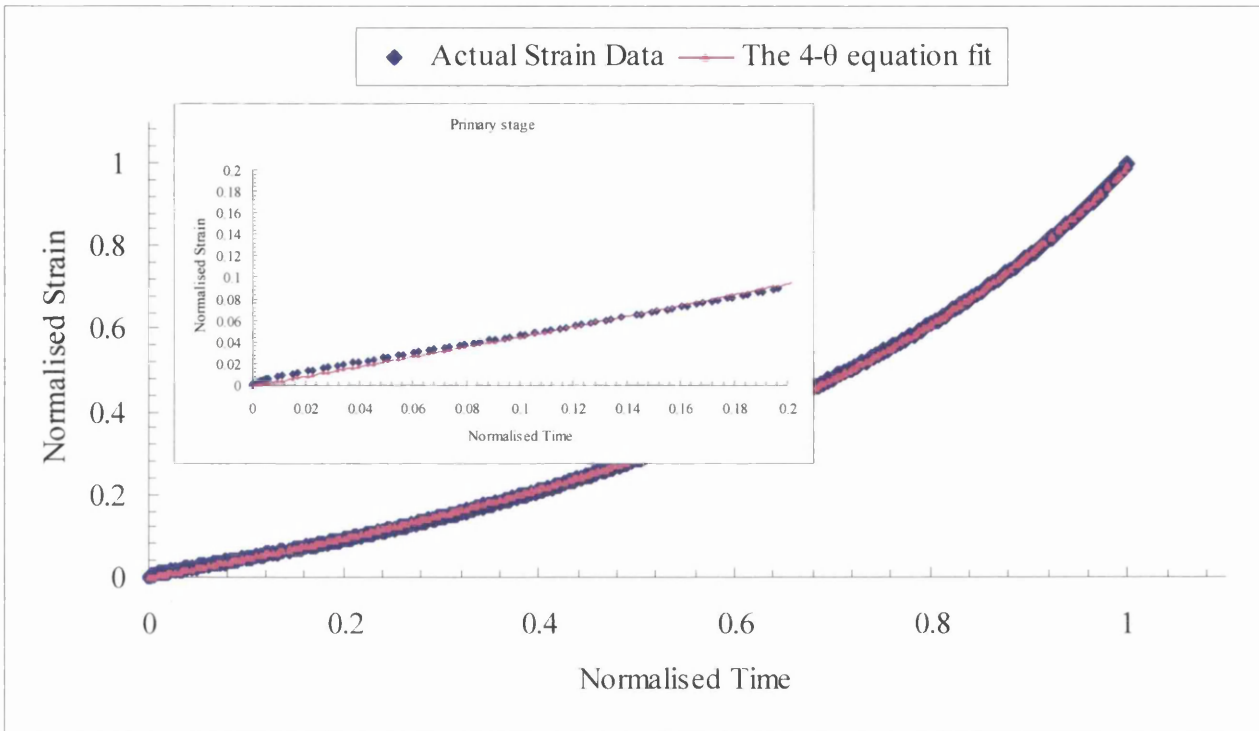 Actual Strain Data The 4-θ equation fit
Primary stage
Normalised Strain
0.2
0.18
0.16
0.14
0.12
0.1
0.08
0.06
0.04
0.02
0
0 0.02 0.04 0.06 0.08 0.1 0.12 0.14 0.16 0.18 0.2
Normalised Time
Normalised Strain
1
0.8
0.6
0.4
0.2
0
0 0.2 0.4 0.6 0.8 1
Normalised Time